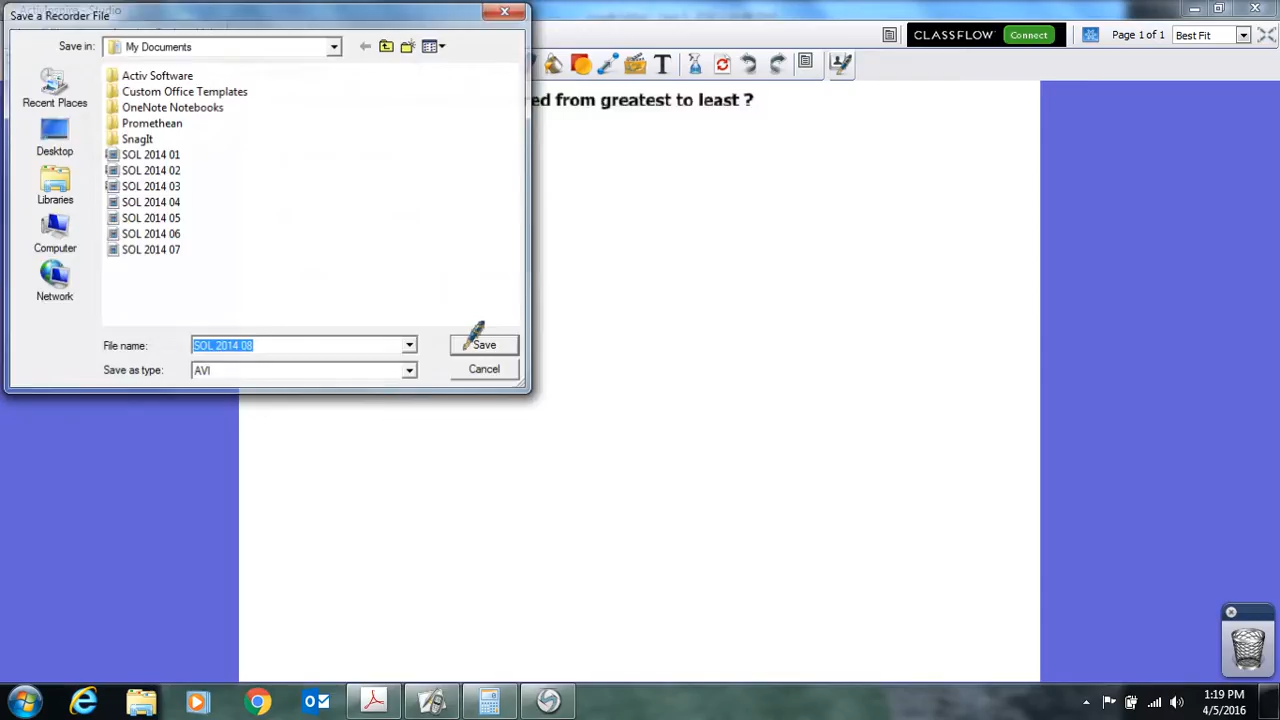 Save a Recorder File
Save in:
My Documents
CLASSFLOW
Connect
Page 1 of 1
Best Fit
Recent Places
Desktop
Libraries
Computer
Network
Activ Software
Custom Office Templates
OneNote Notebooks
Promethean
SnagIt
SOL 2014 01
SOL 2014 02
SOL 2014 03
SOL 2014 04
SOL 2014 05
SOL 2014 06
SOL 2014 07
ed from greatest to least ?
File name:
SOL 2014 08
Save
Save as type:
AVI
Cancel
1:19 PM
4/5/2016